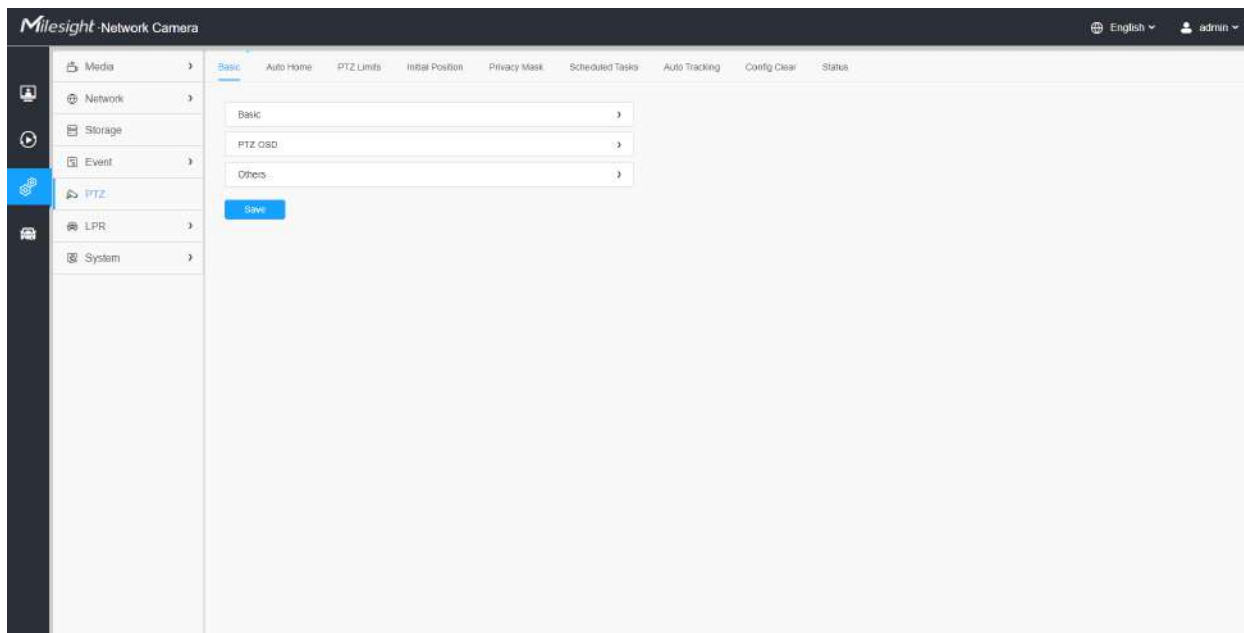 Milesight · Network Camera
English
admin
Media
Network
Storage
Event
PTZ
LPR
System
Basic Auto Home PTZ Limits Initial Position Privacy Mask Scheduled Tasks Auto Tracking Config Clear Status
Basic
PTZ OSD
Others
Save